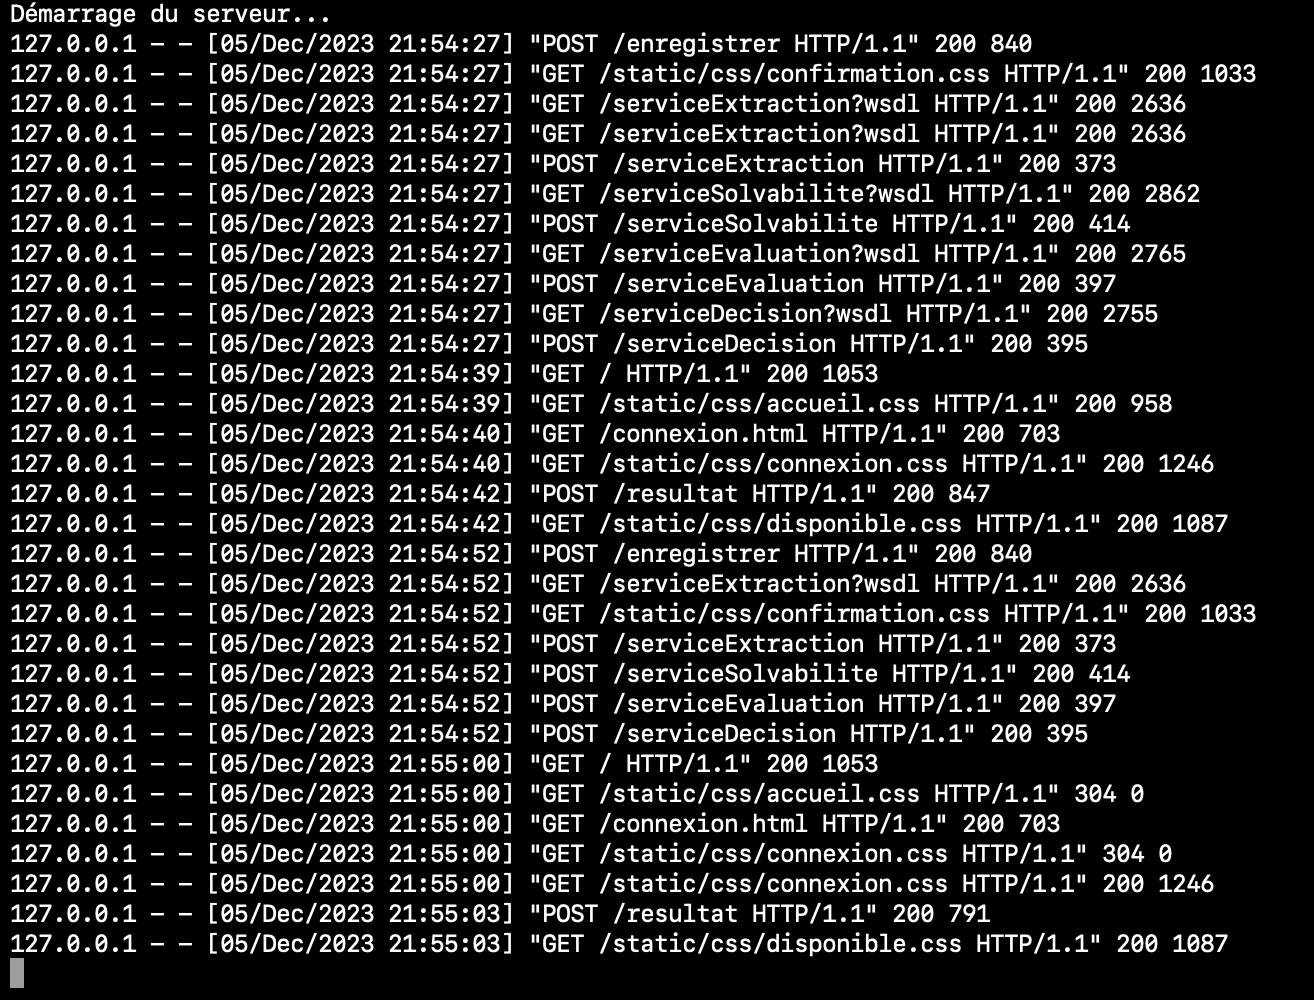 Démarrage du serveur...
127.0.0.1 - - [05/Dec/2023 21:54:27] "POST /enregistrer HTTP/1.1" 200 840
127.0.0.1 - - [05/Dec/2023 21:54:27] "GET /static/css/confirmation.css HTTP/1.1" 200 1033
127.0.0.1 - - [05/Dec/2023 21:54:27] "GET /serviceExtraction?wsdl HTTP/1.1" 200 2636
127.0.0.1 - - [05/Dec/2023 21:54:27] "GET /serviceExtraction?wsdl HTTP/1.1" 200 2636
127.0.0.1 - - [05/Dec/2023 21:54:27] "POST /serviceExtraction HTTP/1.1" 200 373
127.0.0.1 - - [05/Dec/2023 21:54:27] "GET /serviceSolvabilite?wsdl HTTP/1.1" 200 2862
127.0.0.1 - - [05/Dec/2023 21:54:27] "POST /serviceSolvabilite HTTP/1.1" 200 414
127.0.0.1 - - [05/Dec/2023 21:54:27] "GET /serviceEvaluation?wsdl HTTP/1.1" 200 2765
127.0.0.1 - - [05/Dec/2023 21:54:27] "POST /serviceEvaluation HTTP/1.1" 200 397
127.0.0.1 - - [05/Dec/2023 21:54:27] "GET /serviceDecision?wsdl HTTP/1.1" 200 2755
127.0.0.1 - - [05/Dec/2023 21:54:27] "POST /serviceDecision HTTP/1.1" 200 395
127.0.0.1 - - [05/Dec/2023 21:54:39] "GET / HTTP/1.1" 200 1053
127.0.0.1 - - [05/Dec/2023 21:54:39] "GET /static/css/accueil.css HTTP/1.1" 200 958
127.0.0.1 - - [05/Dec/2023 21:54:40] "GET /connexion.html HTTP/1.1" 200 703
127.0.0.1 - - [05/Dec/2023 21:54:40] "GET /static/css/connexion.css HTTP/1.1" 200 1246
127.0.0.1 - - [05/Dec/2023 21:54:42] "POST /resultat HTTP/1.1" 200 847
127.0.0.1 - - [05/Dec/2023 21:54:42] "GET /static/css/disponible.css HTTP/1.1" 200 1087
127.0.0.1 - - [05/Dec/2023 21:54:52] "POST /enregistrer HTTP/1.1" 200 840
127.0.0.1 - - [05/Dec/2023 21:54:52] "GET /serviceExtraction?wsdl HTTP/1.1" 200 2636
127.0.0.1 - - [05/Dec/2023 21:54:52] "GET /static/css/confirmation.css HTTP/1.1" 200 1033
127.0.0.1 - - [05/Dec/2023 21:54:52] "POST /serviceExtraction HTTP/1.1" 200 373
127.0.0.1 - - [05/Dec/2023 21:54:52] "POST /serviceSolvabilite HTTP/1.1" 200 414
127.0.0.1 - - [05/Dec/2023 21:54:52] "POST /serviceEvaluation HTTP/1.1" 200 397
127.0.0.1 - - [05/Dec/2023 21:54:52] "POST /serviceDecision HTTP/1.1" 200 395
127.0.0.1 - - [05/Dec/2023 21:55:00] "GET / HTTP/1.1" 200 1053
127.0.0.1 - - [05/Dec/2023 21:55:00] "GET /static/css/accueil.css HTTP/1.1" 304 0
127.0.0.1 - - [05/Dec/2023 21:55:00] "GET /connexion.html HTTP/1.1" 200 703
127.0.0.1 - - [05/Dec/2023 21:55:00] "GET /static/css/connexion.css HTTP/1.1" 304 0
127.0.0.1 - - [05/Dec/2023 21:55:00] "GET /static/css/connexion.css HTTP/1.1" 200 1246
127.0.0.1 - - [05/Dec/2023 21:55:03] "POST /resultat HTTP/1.1" 200 791
127.0.0.1 - - [05/Dec/2023 21:55:03] "GET /static/css/disponible.css HTTP/1.1" 200 1087